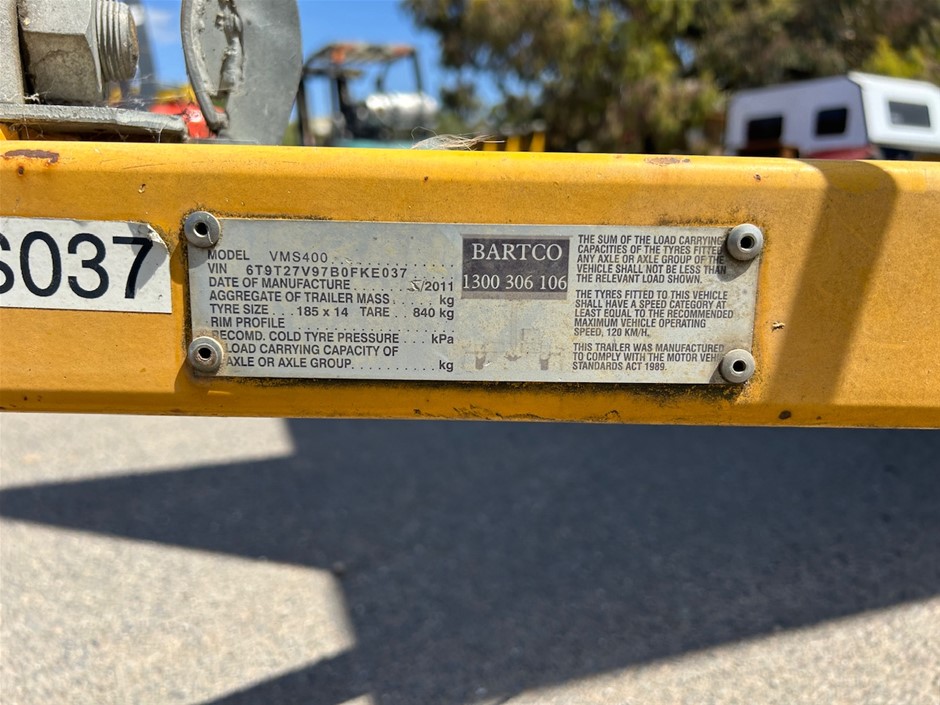 S037
MODEL VMS400
VIN 6T9T27V97B0FKE037
DATE OF MANUFACTURE /2011
AGGREGATE OF TRAILER MASS kg
TYRE SIZE 185 x 14 TARE 840 kg
RIM PROFILE
RECOMD. COLD TYRE PRESSURE kPa
LOAD CARRYING CAPACITY OF
AXLE OR AXLE GROUP kg
BARTCO
1300 306 106
THE SUM OF THE LOAD CARRYING
CAPACITIES OF THE TYRES FITTED
ANY AXLE OR AXLE GROUP OF THE
VEHICLE SHALL NOT BE LESS THAN
THE RELEVANT LOAD SHOWN.
THE TYRES FITTED TO THIS VEHICLE
SHALL HAVE A SPEED CATEGORY AT
LEAST EQUAL TO THE RECOMMENDED
MAXIMUM VEHICLE OPERATING
SPEED, 120 KM/H.
THIS TRAILER WAS MANUFACTURED
TO COMPLY WITH THE MOTOR VEH
STANDARDS ACT 1989.